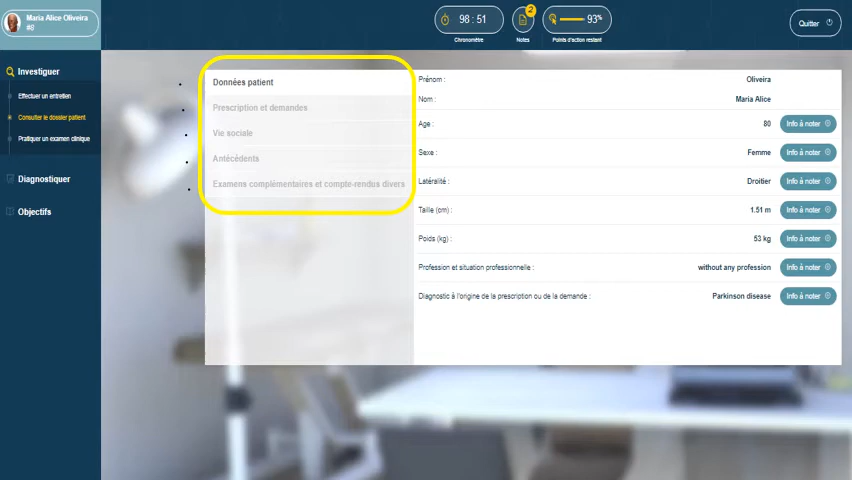 Maria Alice Oliveira
#8
98 : 51
Chronomètre
2
Notes
93%
Points d'action restant
Quitter
Investiguer
Effectuer un entretien
Consulter le dossier patient
Pratiquer un examen clinique
Diagnostiquer
Objectifs
Données patient
Prescription et demandes
Vie sociale
Antécédents
Examens complémentaires et compte-rendus divers
Prénom : Oliveira
Nom : Maria Alice
Age : 80 Info à noter
Sexe : Femme Info à noter
Latéralité : Droitier Info à noter
Taille (cm) : 1.51 m Info à noter
Poids (kg) : 53 kg Info à noter
Profession et situation professionnelle : without any profession Info à noter
Diagnostic à l'origine de la prescription ou de la demande : Parkinson disease Info à noter